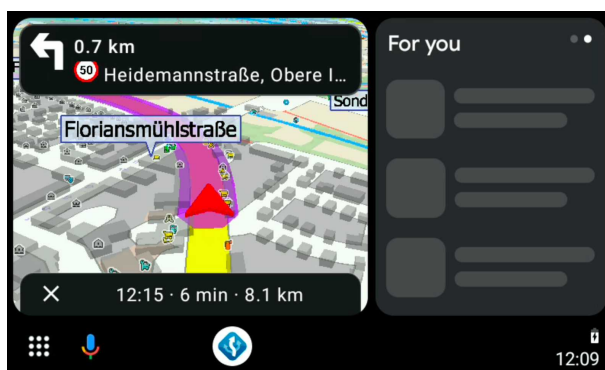 0.7 km
50 Heidemannstraße, Obere I...
Sond
Floriansmühlstraße
12:15 · 6 min · 8.1 km
For you
12:09